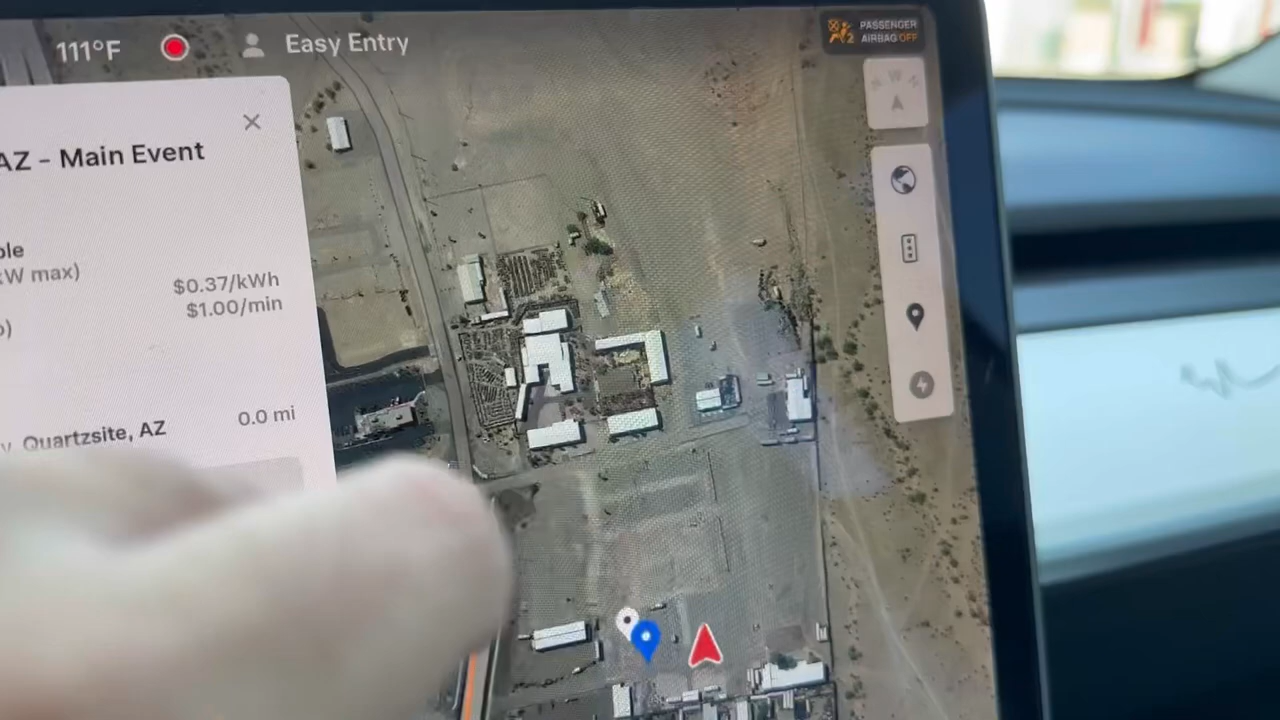 111°F
Easy Entry
PASSENGER
AIRBAG OFF
W
AZ - Main Event
$0.37/kWh
max)
$1.00/min
0.0 mi
Quartzsite, AZ